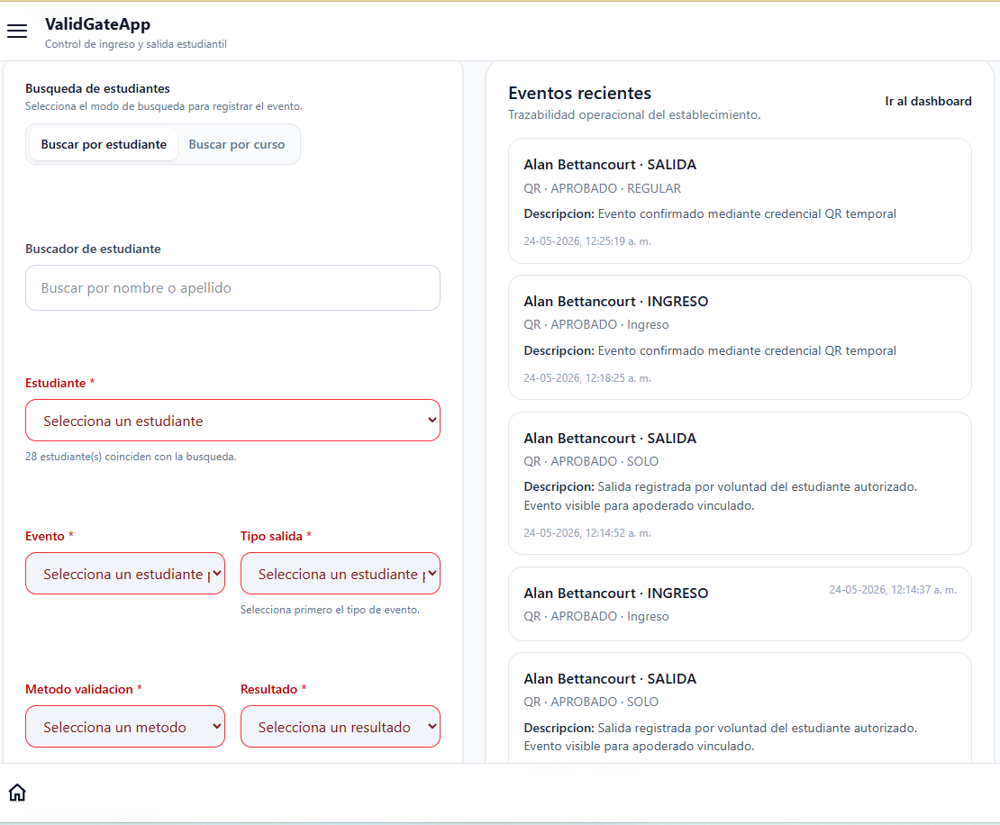 ValidGateApp
Control de ingreso y salida estudiantil
Busqueda de estudiantes
Selecciona el modo de busqueda para registrar el evento.
Buscar por estudiante
Buscar por curso
Buscador de estudiante
Buscar por nombre o apellido
Estudiante *
Selecciona un estudiante
28 estudiante(s) coinciden con la busqueda.
Evento *
Selecciona un estudiante
Tipo salida *
Selecciona un estudiante
Selecciona primero el tipo de evento.
Metodo validacion *
Selecciona un metodo
Resultado *
Selecciona un resultado
Eventos recientes
Trazabilidad operacional del establecimiento.
Ir al dashboard
Alan Bettancourt · SALIDA
QR · APROBADO · REGULAR
Descripcion: Evento confirmado mediante credencial QR temporal
24-05-2026, 12:25:19 a. m.
Alan Bettancourt · INGRESO
QR · APROBADO · Ingreso
Descripcion: Evento confirmado mediante credencial QR temporal
24-05-2026, 12:18:25 a. m.
Alan Bettancourt · SALIDA
QR · APROBADO · SOLO
Descripcion: Salida registrada por voluntad del estudiante autorizado.
Evento visible para apoderado vinculado.
24-05-2026, 12:14:52 a. m.
Alan Bettancourt · INGRESO
24-05-2026, 12:14:37 a. m.
QR · APROBADO · Ingreso
Alan Bettancourt · SALIDA
QR · APROBADO · SOLO
Descripcion: Salida registrada por voluntad del estudiante autorizado.
Evento visible para apoderado vinculado.